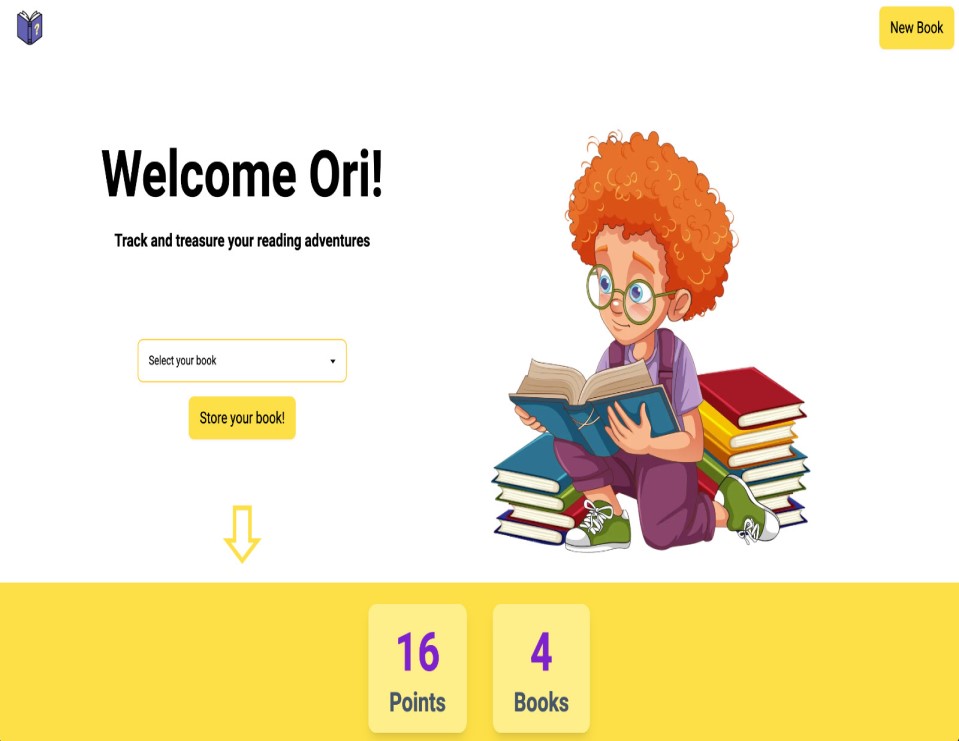 ?
New Book
Welcome Ori!
Track and treasure your reading adventures
Select your book
Store your book!
16
Points
4
Books